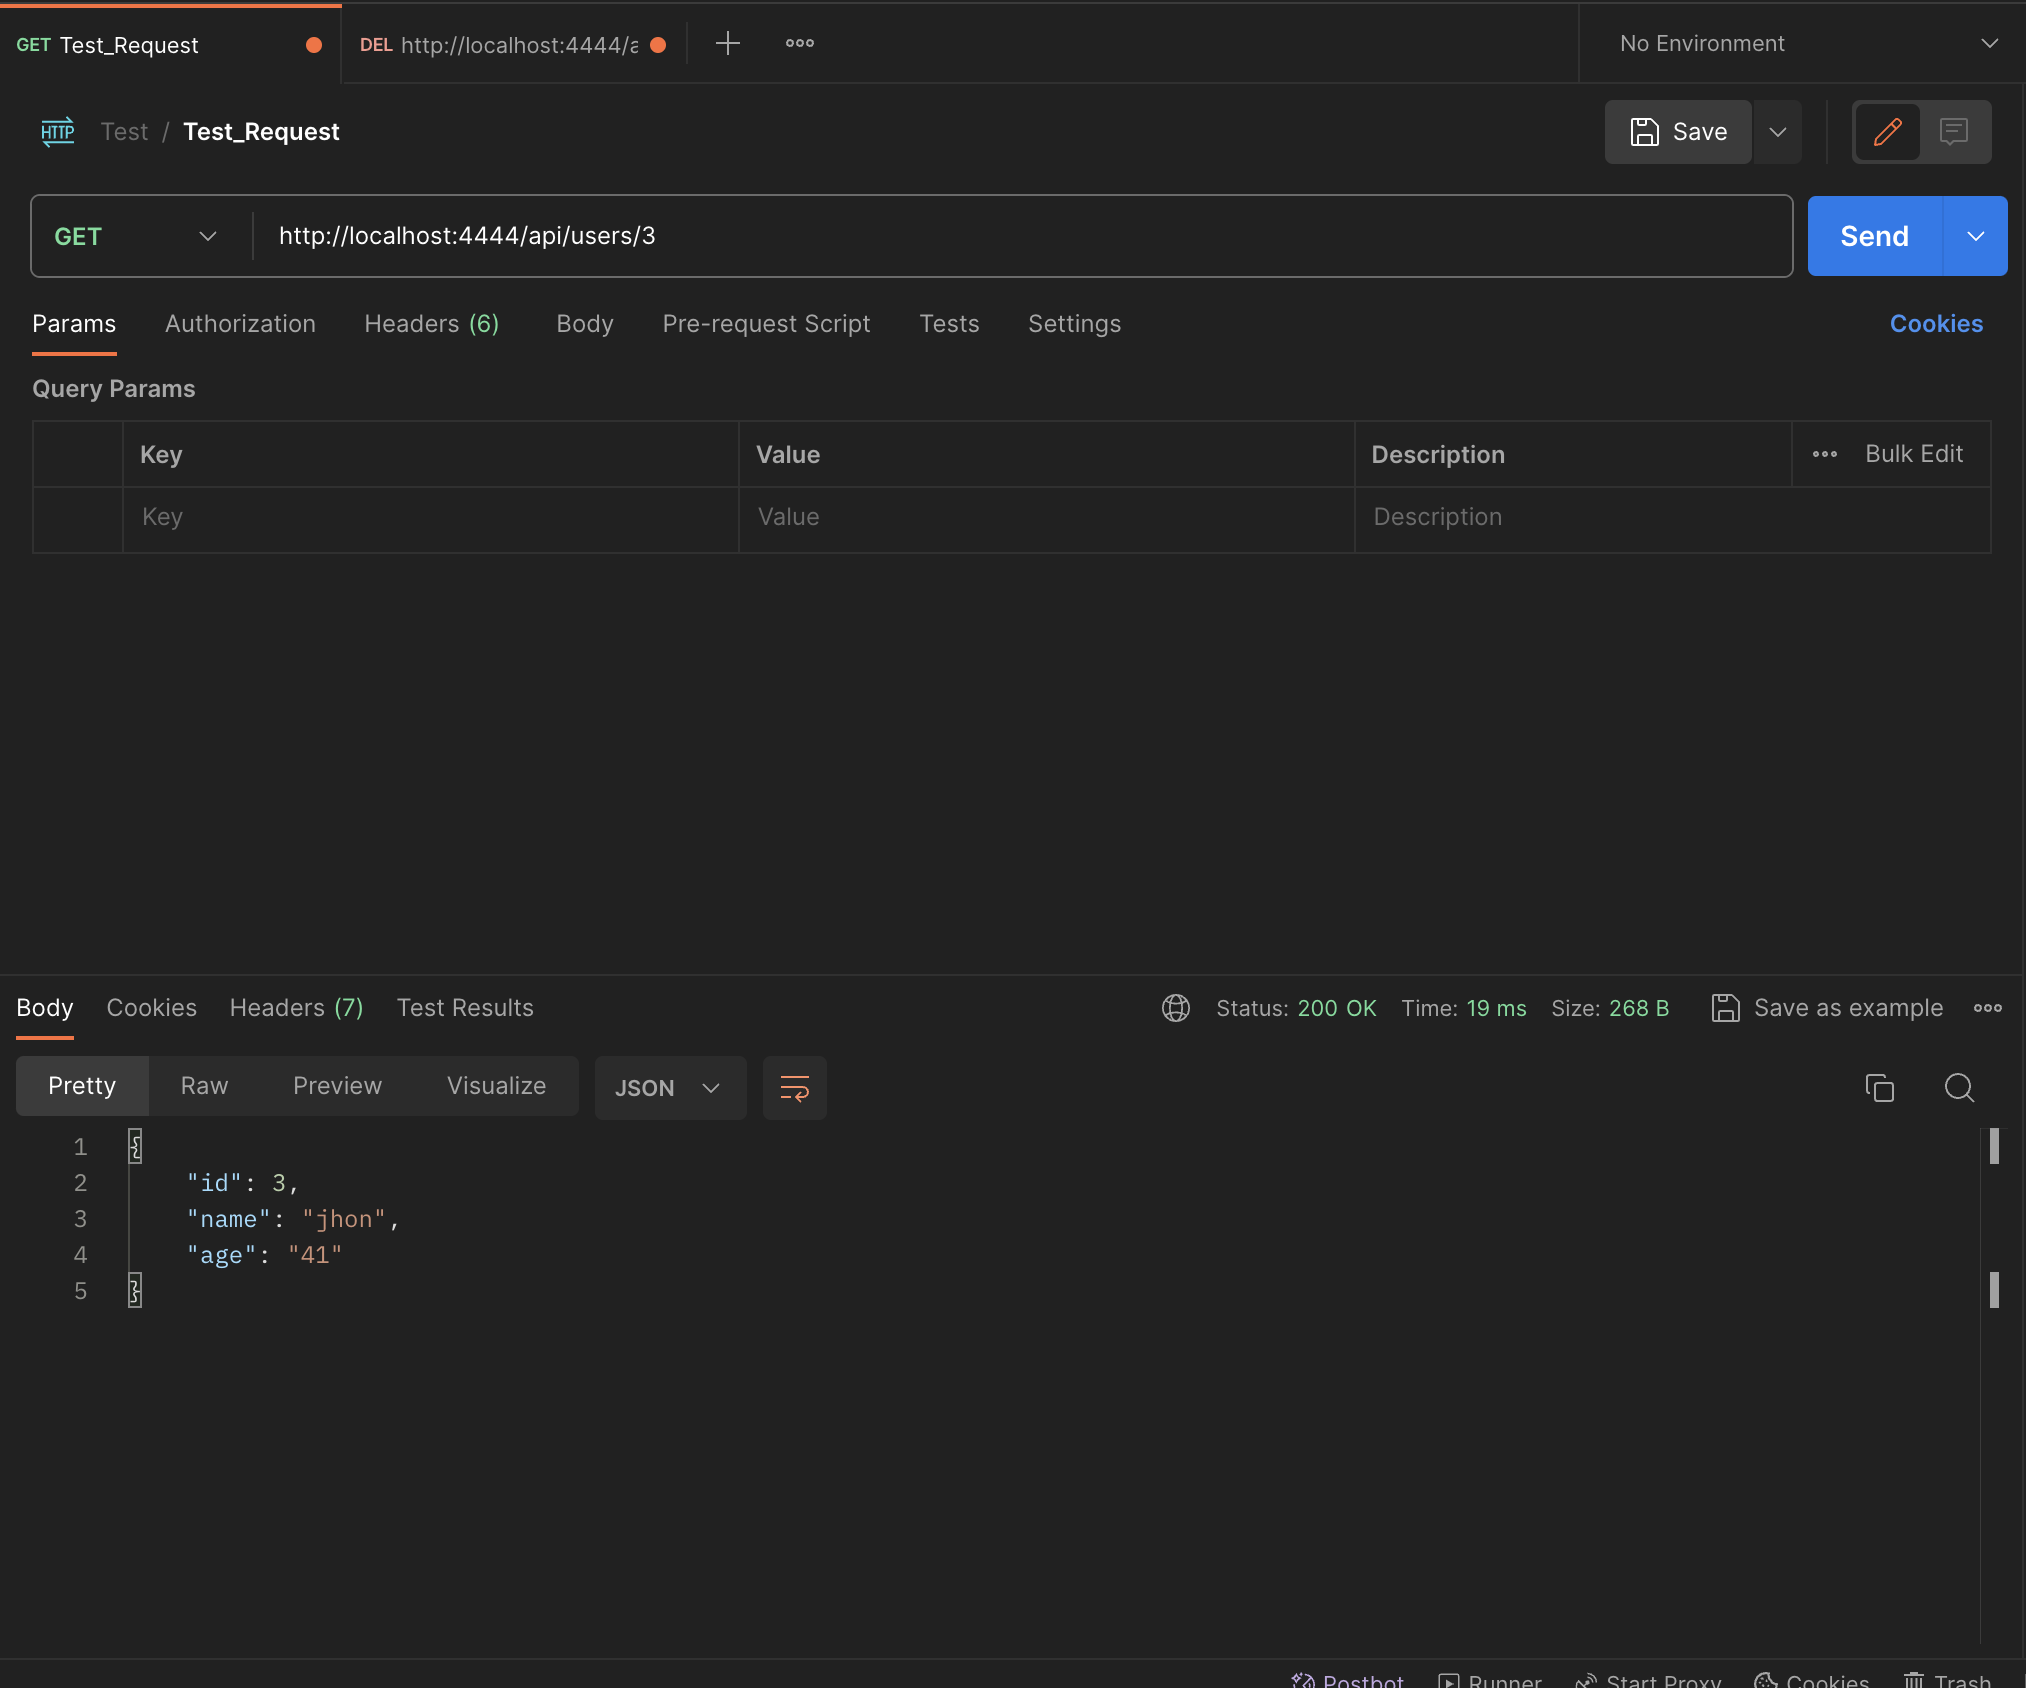 GET Test_Request
DEL http://localhost:4444/a
No Environment
HTTP Test / Test_Request
Save
GET http://localhost:4444/api/users/3
Send
Params Authorization Headers (6) Body Pre-request Script Tests Settings Cookies
Query Params
Key Value Description Bulk Edit
Key Value Description
Body Cookies Headers (7) Test Results Status: 200 OK Time: 19 ms Size: 268 B Save as example
Pretty Raw Preview Visualize JSON
1 {
2 "id": 3,
3 "name": "jhon",
4 "age": "41"
5 }
Postbot Runner Start Proxy Cookies Trash